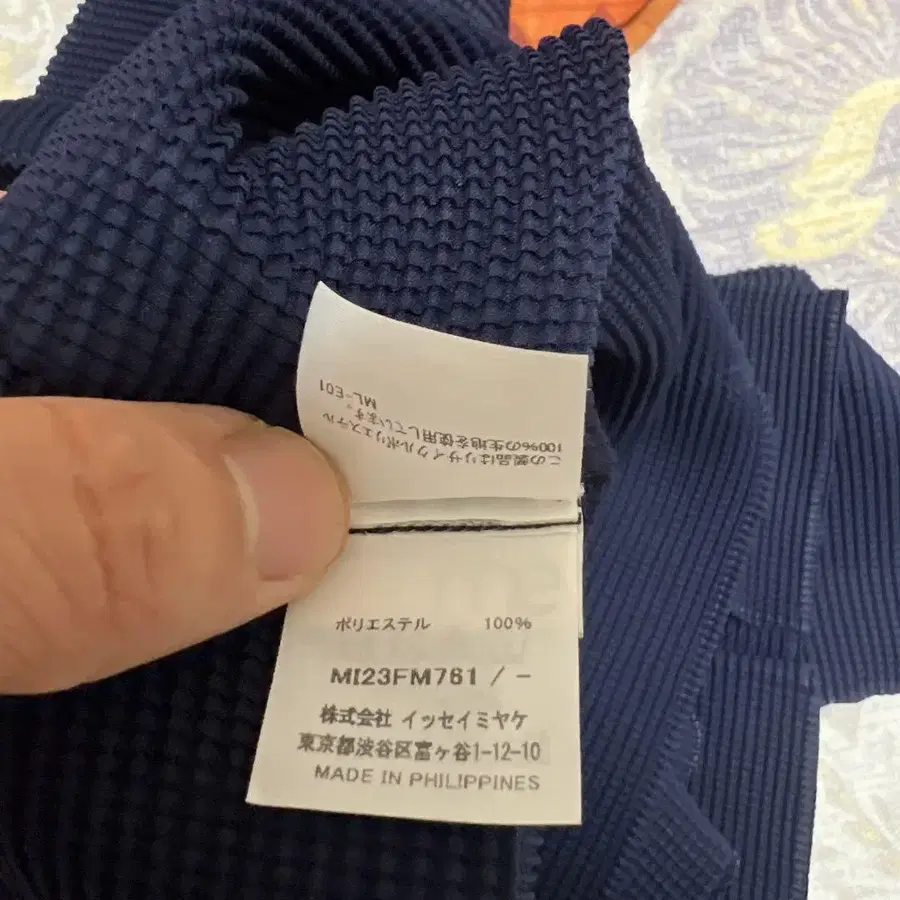 この製品はリサイクルポリエステル
100%の生地を使用しています。
ML-E01
ポリエステル 100%
MI23FM761 / -
株式会社 イッセイミヤケ
東京都渋谷区富ヶ谷1-12-10
MADE IN PHILIPPINES